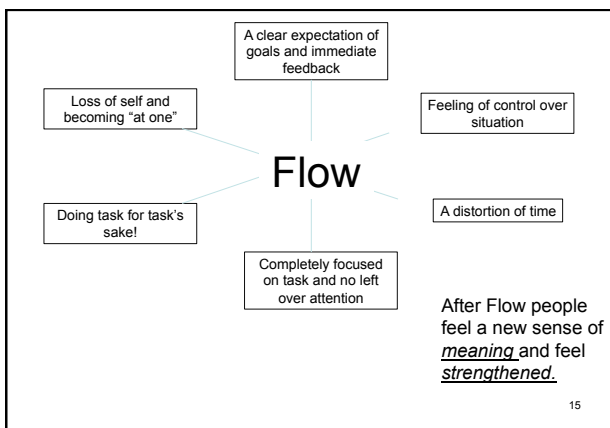 A clear expectation of
goals and immediate
feedback
Loss of self and
becoming “at one”
Feeling of control over
situation
Flow
Doing task for task’s
sake!
A distortion of time
Completely focused
on task and no left
over attention
After Flow people
feel a new sense of
meaning and feel
strengthened.
15